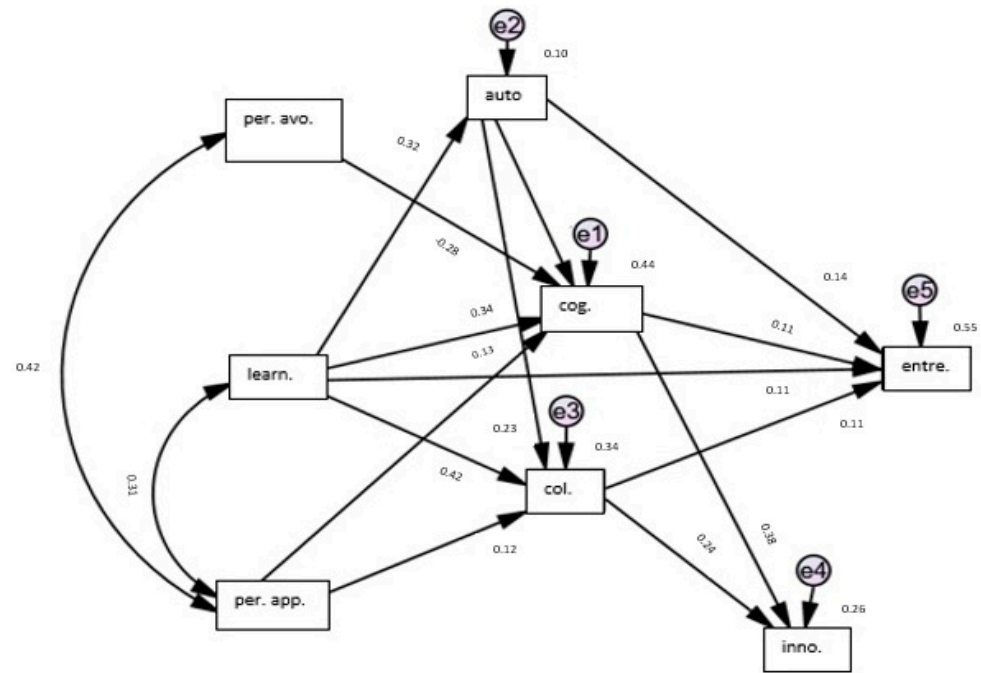 e2
0.10
auto
per. avo.
0.32
e1
-0.28
0.44
0.14
e5
cog.
0.34
0.11
0.55
0.13
entre.
0.42
learn.
0.11
e3
0.11
0.23
0.34
0.42
0.31
col.
0.38
0.24
0.12
e4
per. app.
0.26
inno.